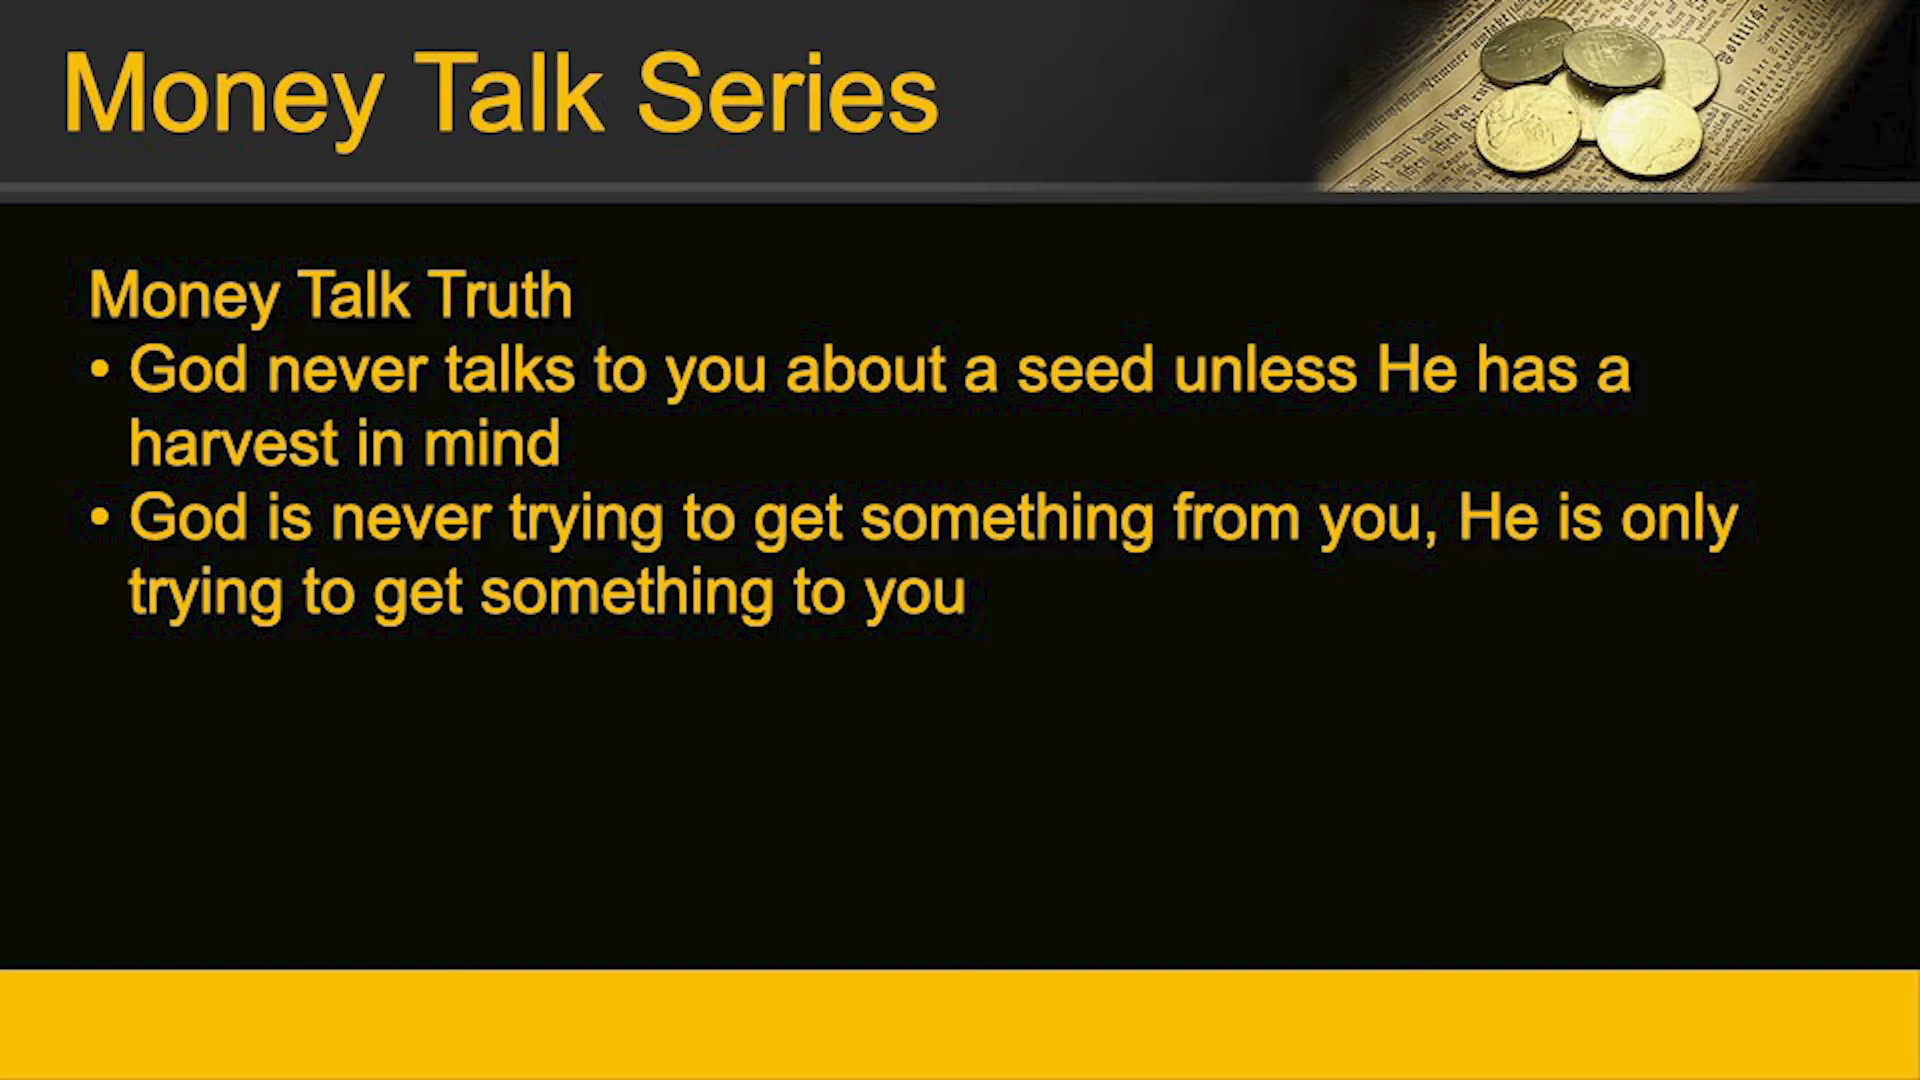 Money Talk Series
Money Talk Truth
• God never talks to you about a seed unless He has a
harvest in mind
• God is never trying to get something from you, He is only
trying to get something to you